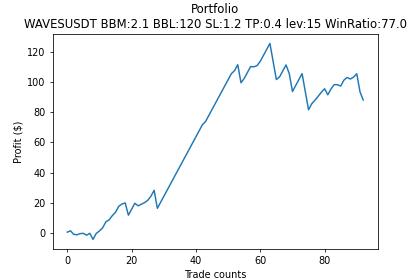 Portfolio
WAVESUSDT BBM:2.1 BBL:120 SL:1.2 TP:0.4 lev:15 WinRatio:77.0
120
100
80
60
40
20
0
Profit ($)
0 20 40 60 80
Trade counts